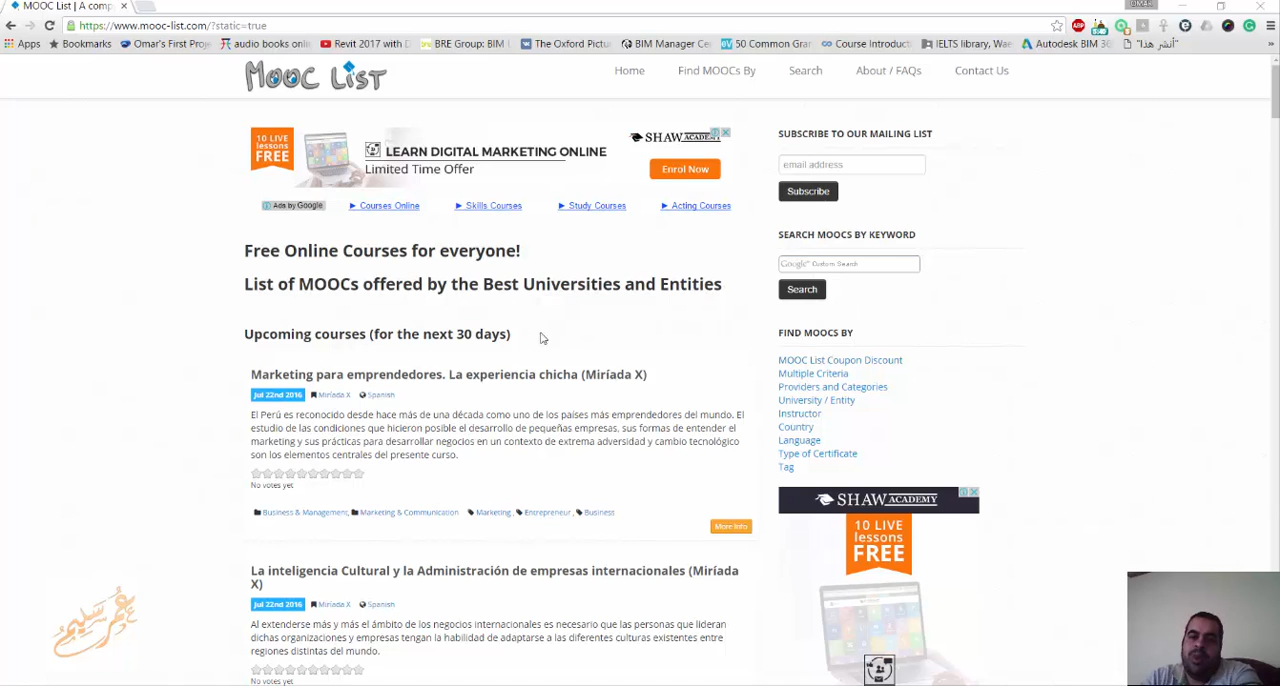 MOOC List | A comp
OMAR
https://www.mooc-list.com/?static=true
Apps
Bookmarks
Omar's First Proje
audio books onli
Revit 2017 with D
BRE Group: BIM
The Oxford Pictu
BIM Manager Ce
50 Common Gra
Course Introduct
IELTS library, Wae
Autodesk BIM 36
"أنشر هذا"
MOOC LIST
Home
Find MOOCs By
Search
About / FAQs
Contact Us
10 LIVE
lessons
FREE
LEARN DIGITAL MARKETING ONLINE
Limited Time Offer
SHAW ACADEMY
Enrol Now
Ads by Google
► Courses Online
► Skills Courses
► Study Courses
► Acting Courses
Free Online Courses for everyone!
List of MOOCs offered by the Best Universities and Entities
Upcoming courses (for the next 30 days)
Marketing para emprendedores. La experiencia chicha (Miríada X)
Jul 22nd 2016 Miríada X Spanish
El Perú es reconocido desde hace más de una década como uno de los países más emprendedores del mundo. El
estudio de las condiciones que hicieron posible el desarrollo de pequeñas empresas, sus formas de entender el
marketing y sus prácticas para desarrollar negocios en un contexto de extrema adversidad y cambio tecnológico
son los elementos centrales del presente curso.
No votes yet
Business & Management, Marketing & Communication Marketing , Entrepreneur , Business
More info
La inteligencia Cultural y la Administración de empresas internacionales (Miríada
X)
Jul 22nd 2016 Miríada X Spanish
Al extenderse más y más el ámbito de los negocios internacionales es necesario que las personas que lideran
dichas organizaciones y empresas tengan la habilidad de adaptarse a las diferentes culturas existentes entre
regiones distintas del mundo.
No votes yet
SUBSCRIBE TO OUR MAILING LIST
email address
Subscribe
SEARCH MOOCS BY KEYWORD
Google™ Custom Search
Search
FIND MOOCS BY
MOOC List Coupon Discount
Multiple Criteria
Providers and Categories
University / Entity
Instructor
Country
Language
Type of Certificate
Tag
SHAW ACADEMY
10 LIVE
lessons
FREE
عمر سليم